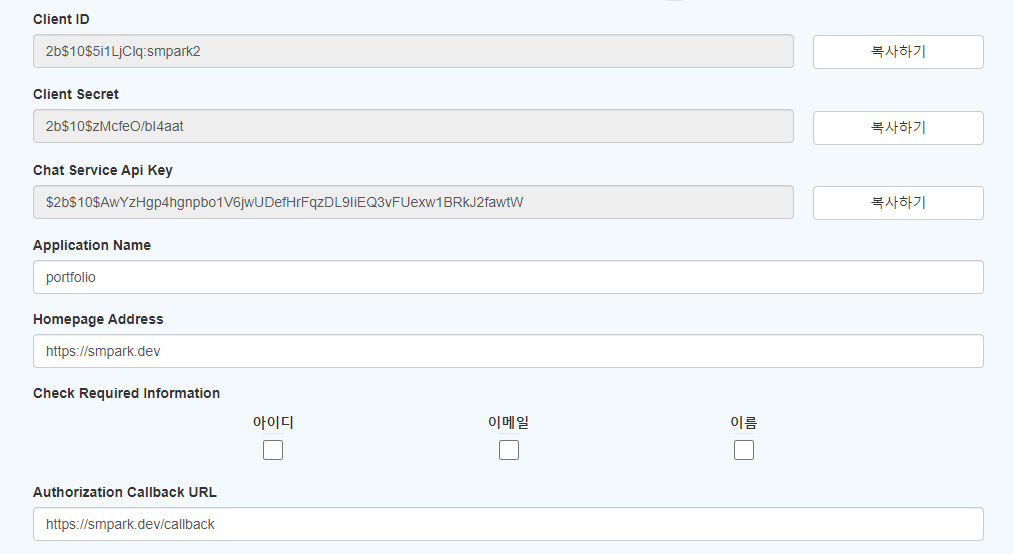 Client ID
2b$10$5i1LjClq:smpark2
복사하기
Client Secret
2b$10$zMcfeO/bI4aat
복사하기
Chat Service Api Key
$2b$10$AwYzHgp4hgnpbo1V6jwUDefHrFqzDL9IiEQ3vFUexw1BRkJ2fawtW
복사하기
Application Name
portfolio
Homepage Address
https://smpark.dev
Check Required Information
아이디 이메일 이름
Authorization Callback URL
https://smpark.dev/callback